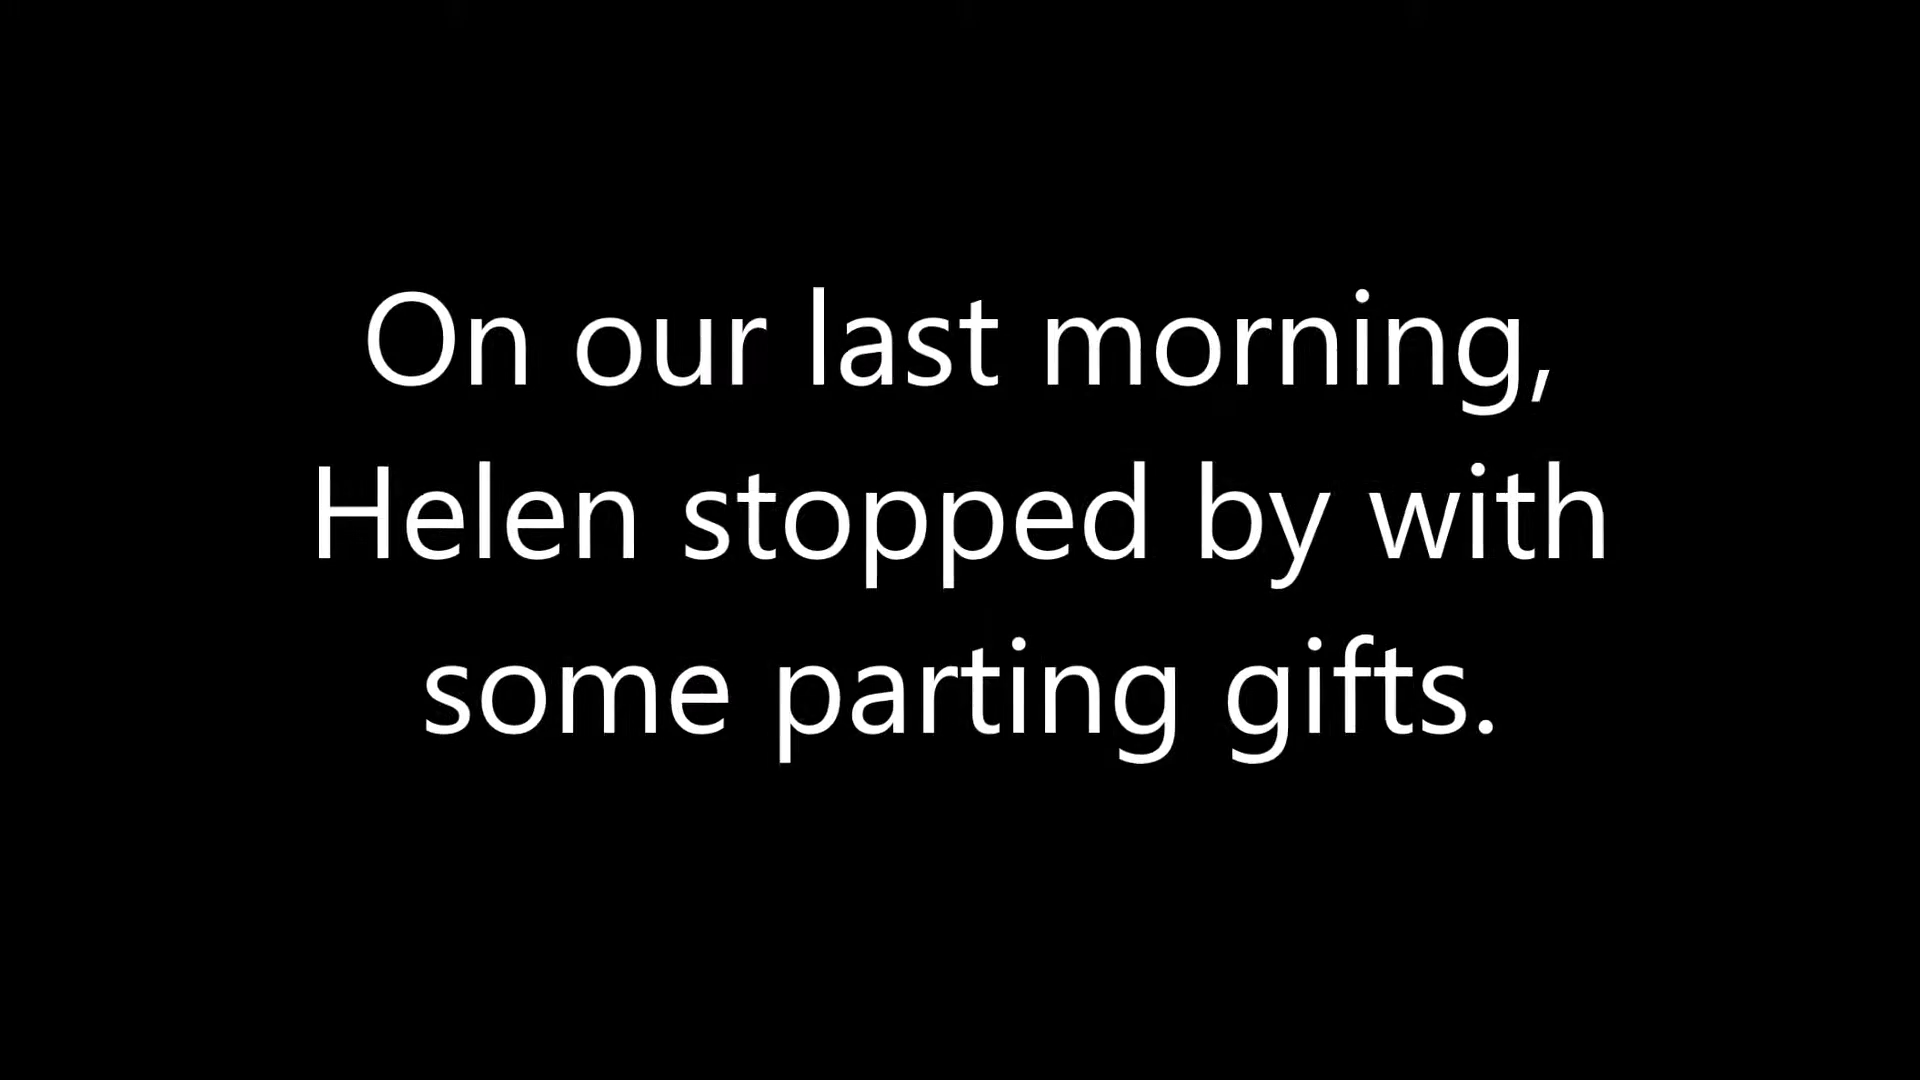 On our last morning,
Helen stopped by with
some parting gifts.